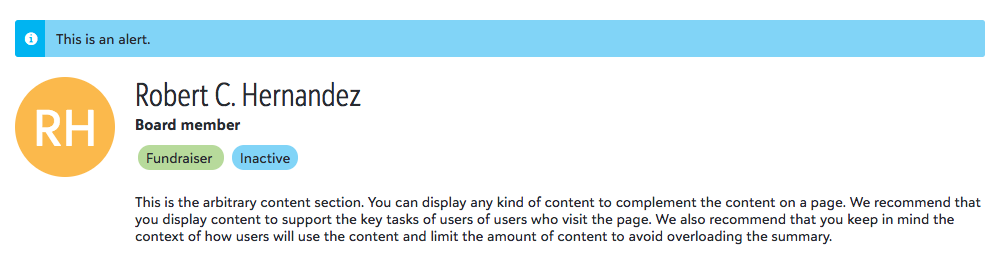 This is an alert.
RH
Robert C. Hernandez
Board member
Fundraiser Inactive
This is the arbitrary content section. You can display any kind of content to complement the content on a page. We recommend that
you display content to support the key tasks of users of users who visit the page. We also recommend that you keep in mind the
context of how users will use the content and limit the amount of content to avoid overloading the summary.